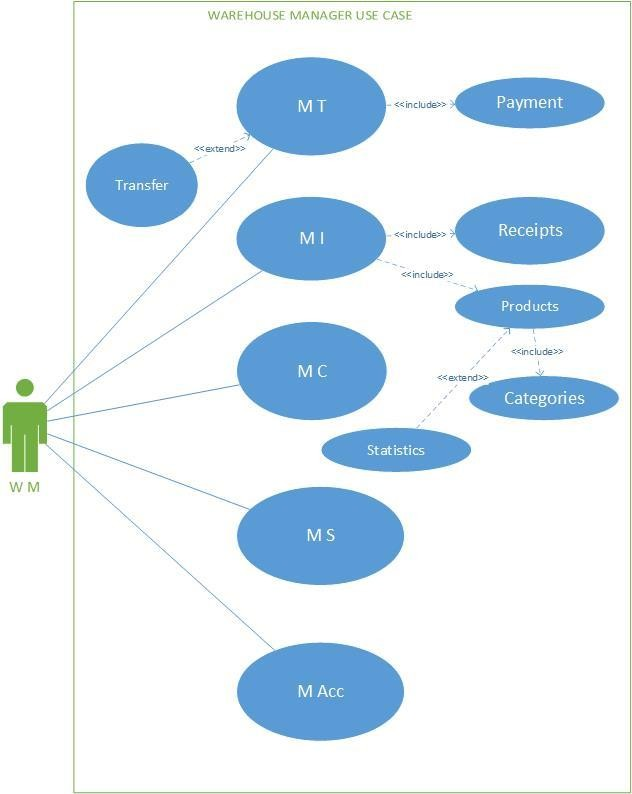 WAREHOUSE MANAGER USE CASE
M T
<<include>>
Payment
<<extend>>
Transfer
M I
<<include>>
Receipts
<<include>>
Products
<<include>>
M C
<<extend>>
Categories
Statistics
W M
M S
M Acc